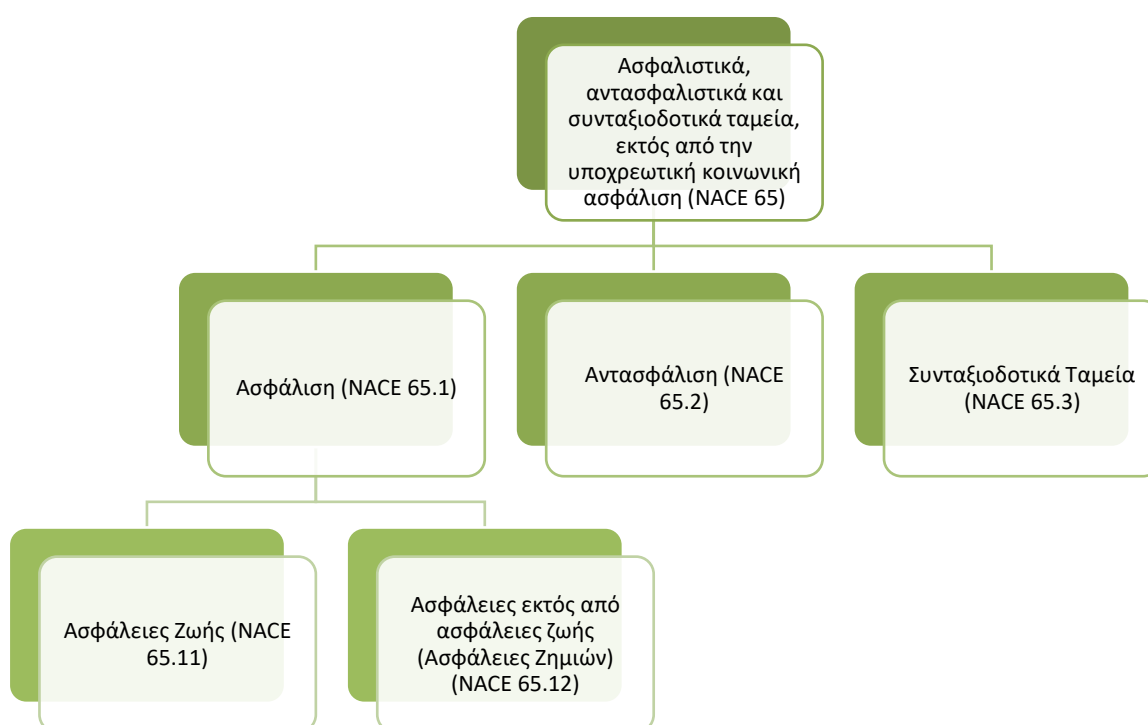 Ασφαλιστικά,
αντασφαλιστικά και
συνταξιοδοτικά ταμεία,
εκτός από την
υποχρεωτική κοινωνική
ασφάλιση (NACE 65)
Ασφάλιση (NACE 65.1)
Αντασφάλιση (NACE
65.2)
Συνταξιοδοτικά Ταμεία
(NACE 65.3)
Ασφάλειες Ζωής (NACE
65.11)
Ασφάλειες εκτός από
ασφάλειες ζωής
(Ασφάλειες Ζημιών)
(NACE 65.12)